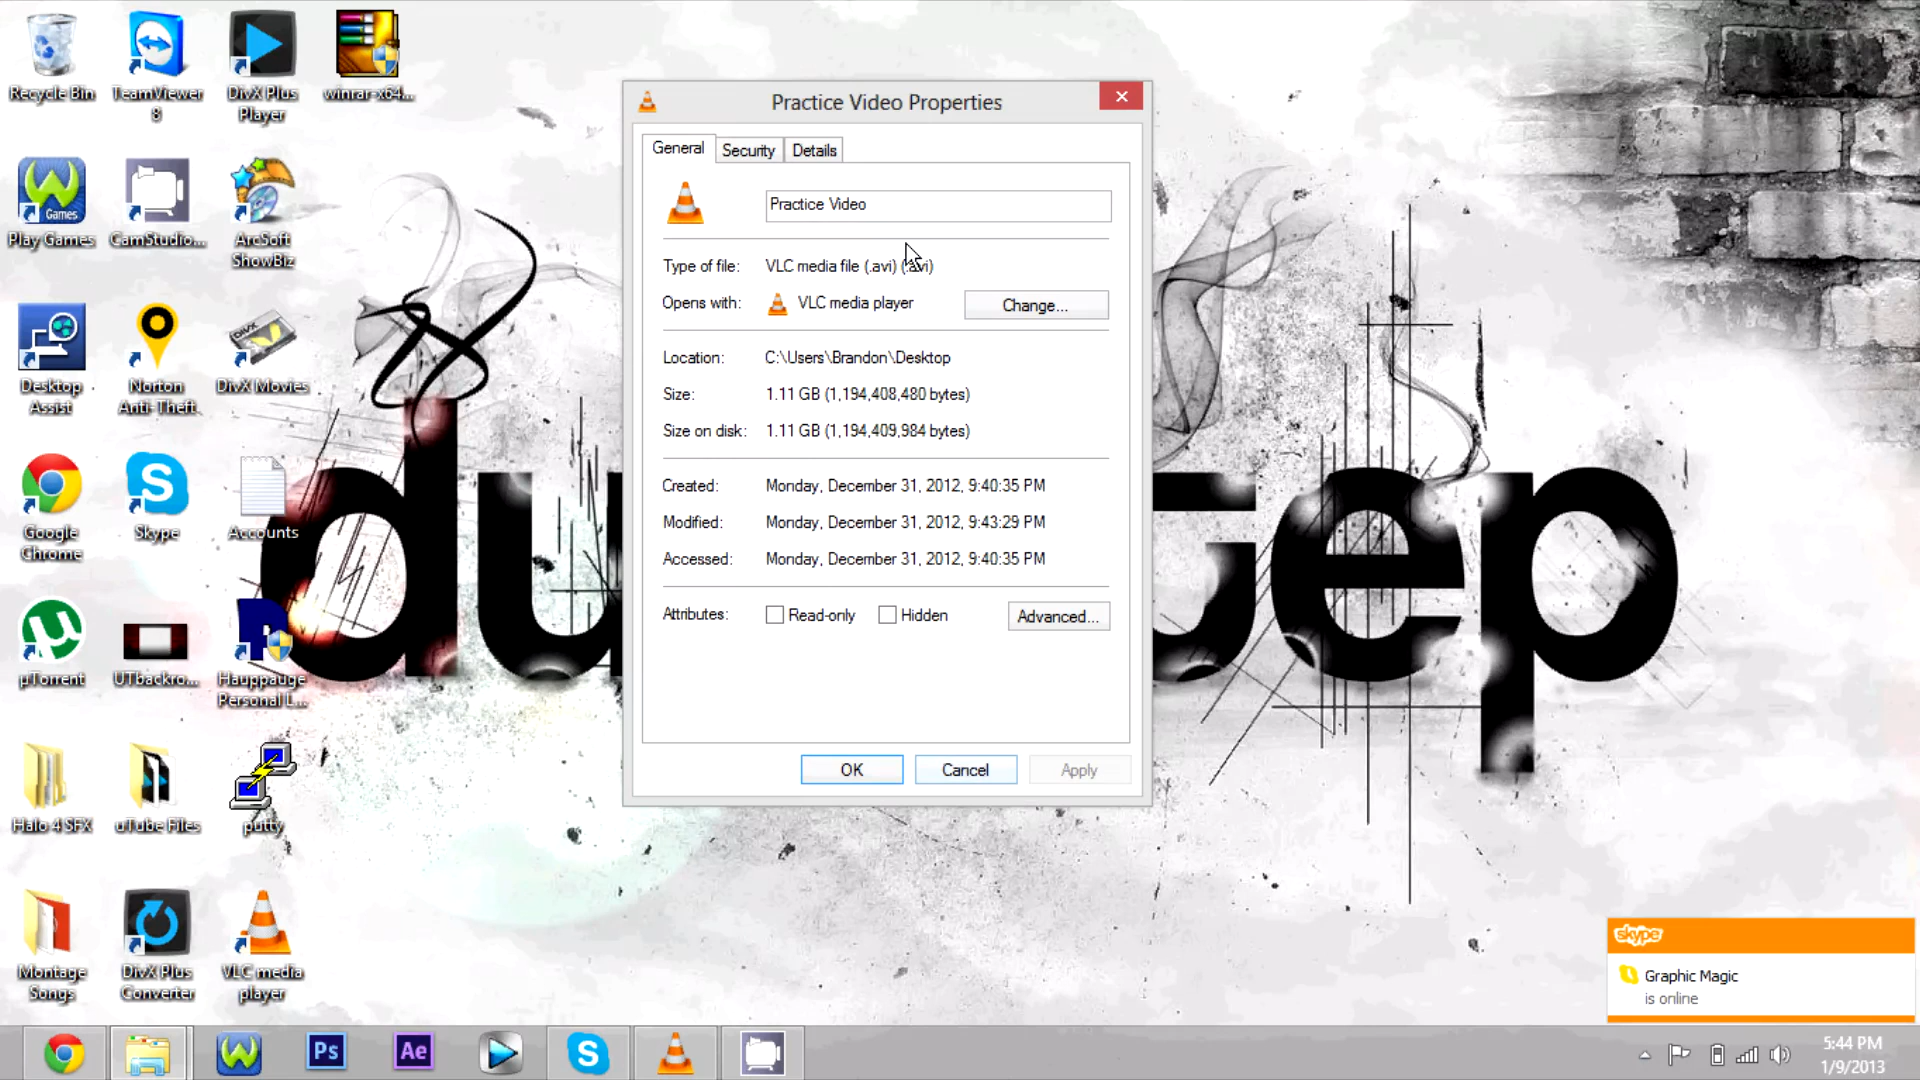 Recycle Bin
TeamViewer
8
DivX Plus
Player
winrar-x64...
Games
Play Games
CamStudio...
ArcSoft
ShowBiz
Desktop
Assist
Norton
Anti-Theft
DIVX
DivX Movies
Google
Chrome
Skype
Accounts
µTorrent
UTbackro...
Hauppauge
Personal L...
Halo 4 SFX
uTube Files
putty
Montage
Songs
DivX Plus
Converter
VLC media
player
Practice Video Properties
General
Security
Details
Practice Video
Type of file:
VLC media file (.avi) (.avi)
Opens with:
VLC media player
Change...
Location:
C:\Users\Brandon\Desktop
Size:
1.11 GB (1,194,408,480 bytes)
Size on disk:
1.11 GB (1,194,409,984 bytes)
Created:
Monday, December 31, 2012, 9:40:35 PM
Modified:
Monday, December 31, 2012, 9:43:29 PM
Accessed:
Monday, December 31, 2012, 9:40:35 PM
Attributes:
Read-only
Hidden
Advanced...
OK
Cancel
Apply
skype
Graphic Magic
is online
Ps
Ae
5:44 PM
1/9/2013